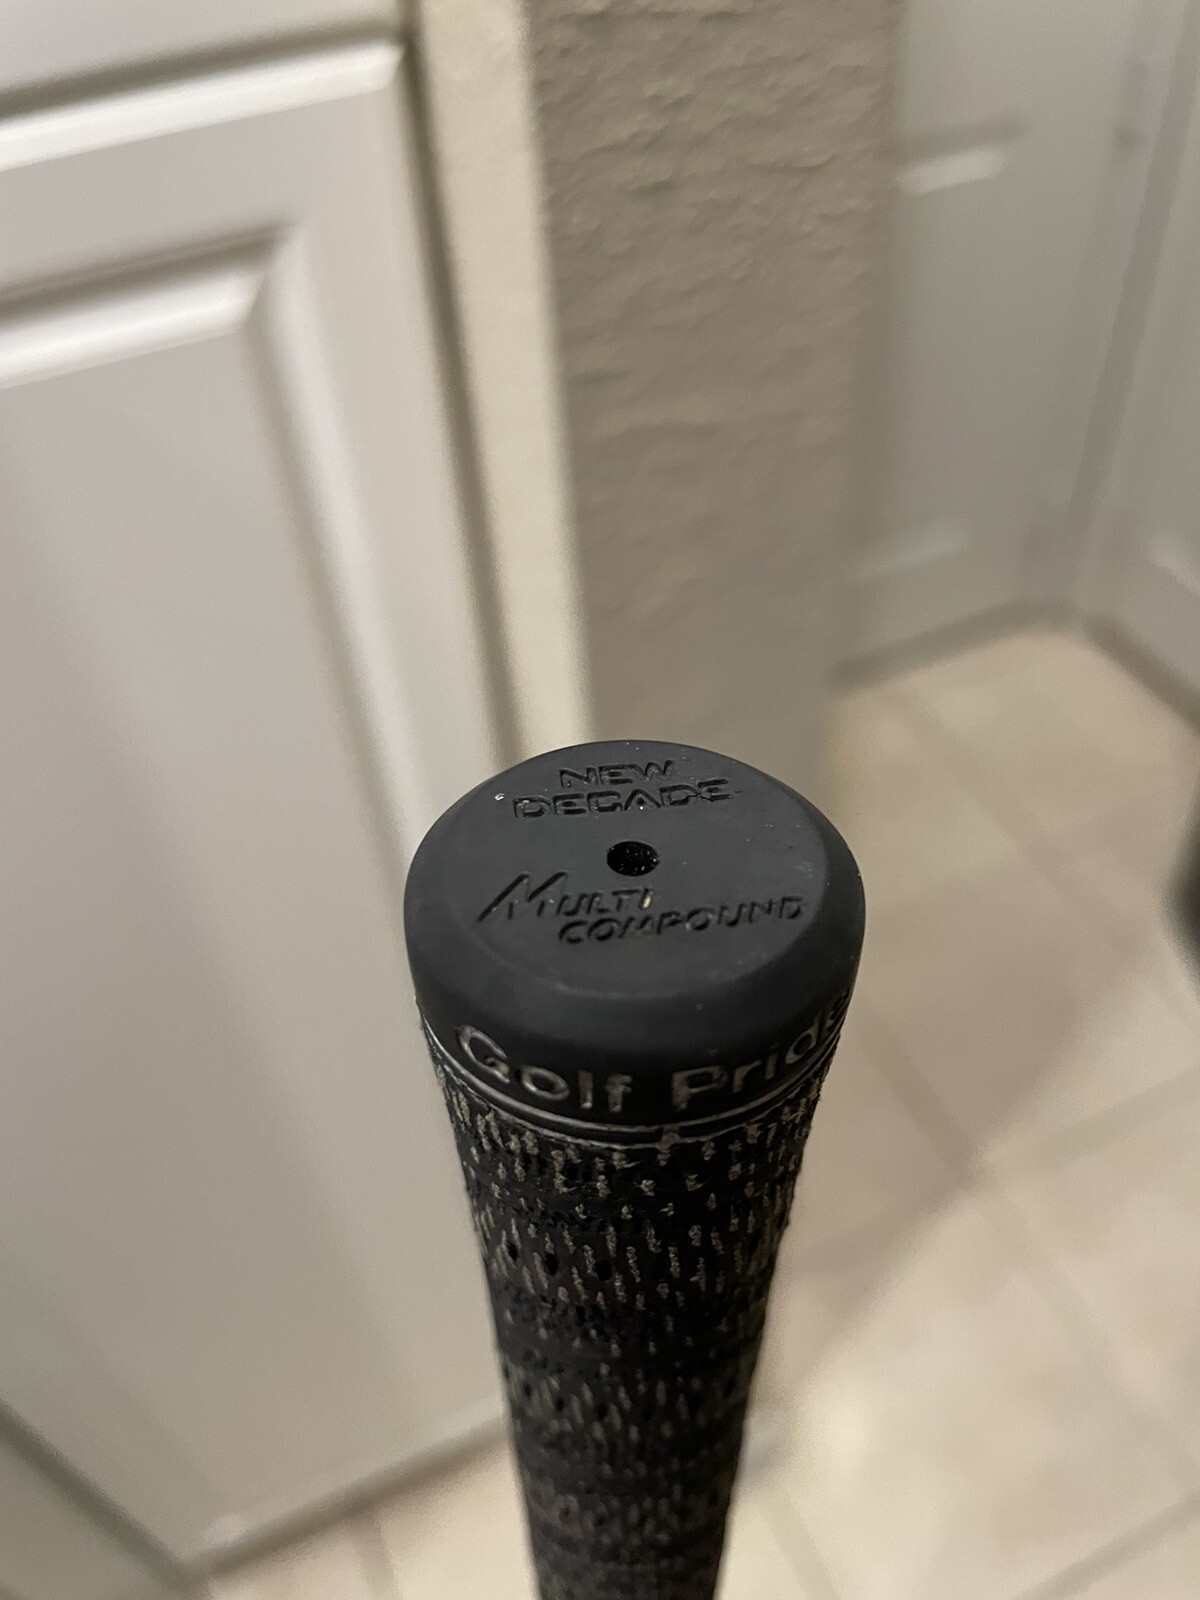 NEW
DECADE
MULTI
COMPOUND
Golf Pride